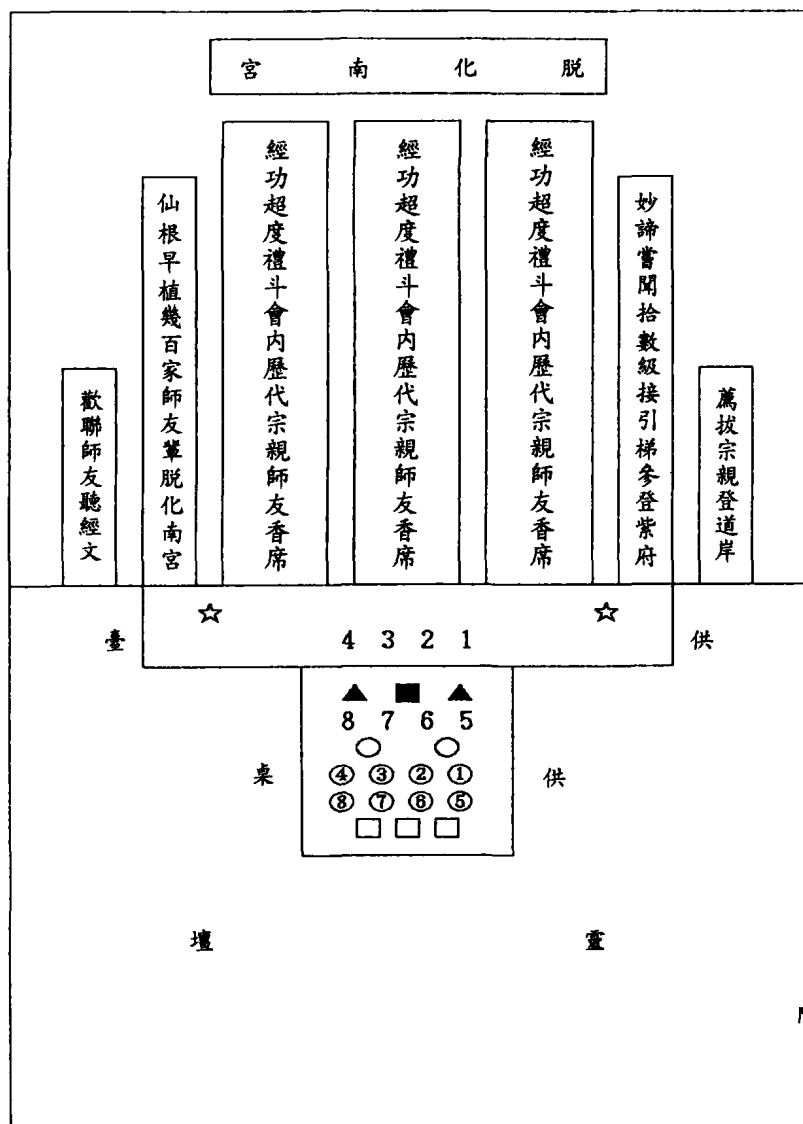 脱化南宮
薦拔宗親登道岸
妙諦嘗聞拾數級接引梯參登紫府
經功超度禮斗會内歷代宗親師友香席
經功超度禮斗會内歷代宗親師友香席
經功超度禮斗會内歷代宗親師友香席
仙根早植幾百家師友輩脱化南宮
歡聯師友聽經文
供臺
1 2 3 4
5 6 7 8
① ② ③ ④
⑤ ⑥ ⑦ ⑧
供桌
靈壇